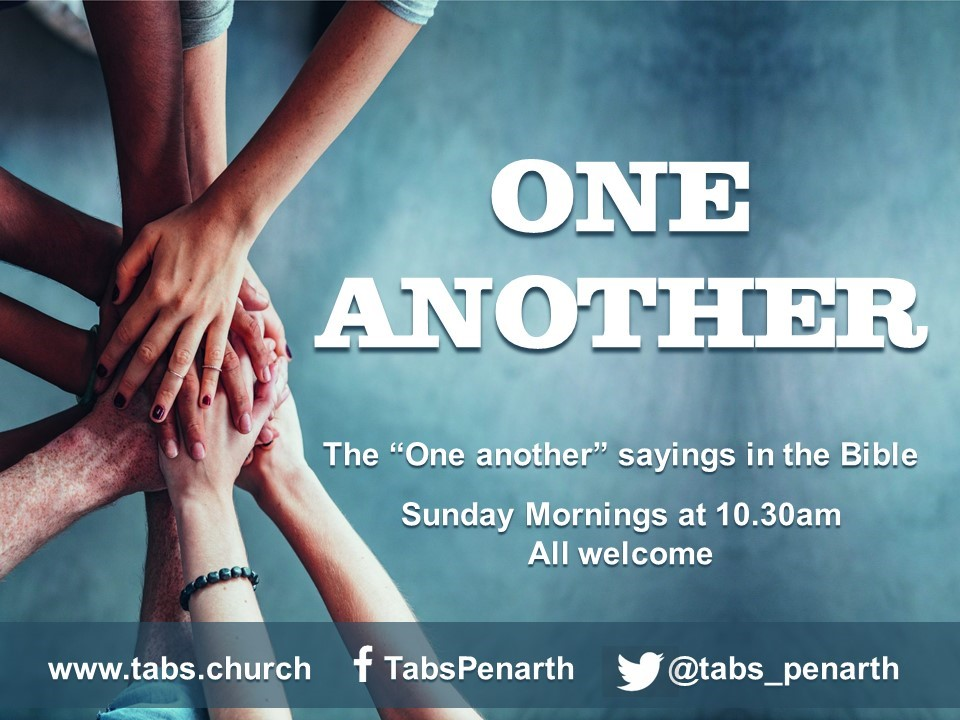 ONE
ANOTHER
The “One another” sayings in the Bible
Sunday Mornings at 10.30am
All welcome
www.tabs.church f TabsPenarth @tabs_penarth